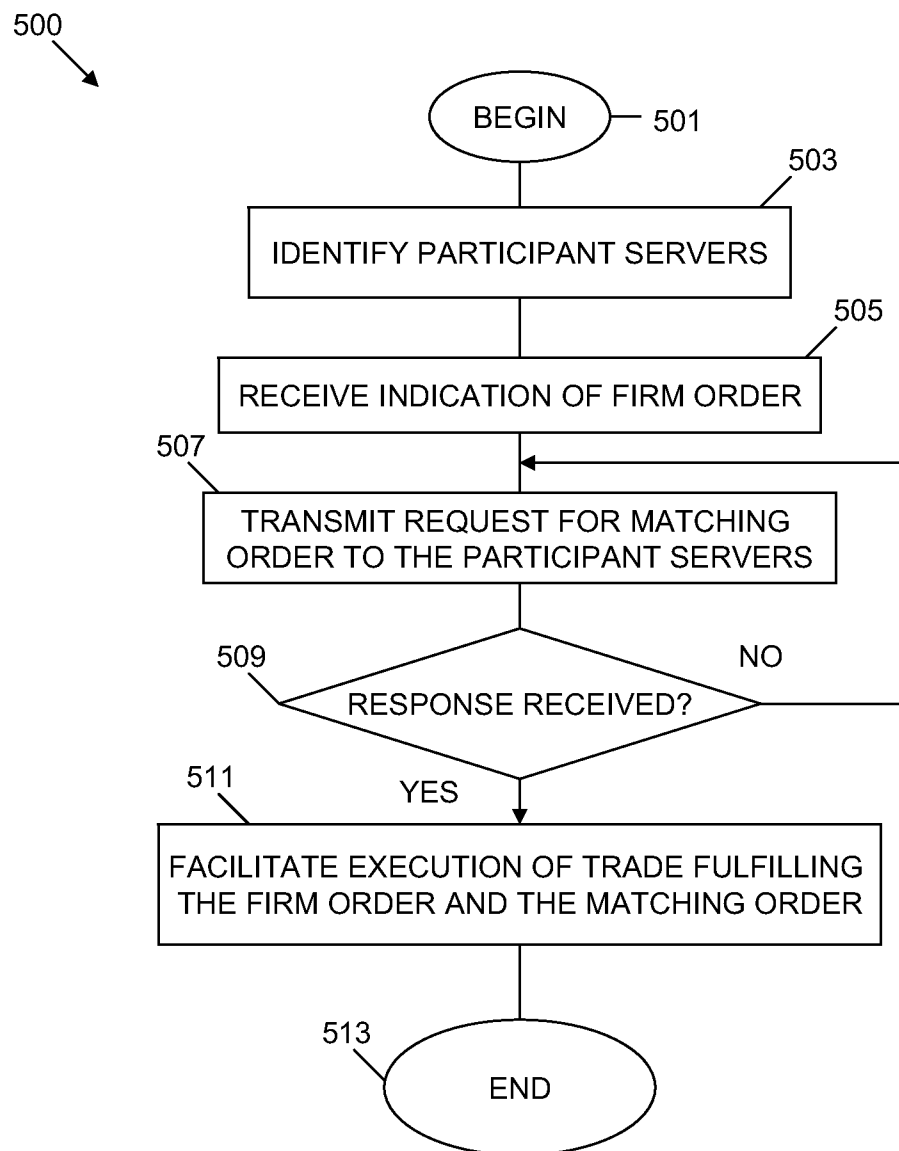 500
BEGIN
501
503
IDENTIFY PARTICIPANT SERVERS
505
RECEIVE INDICATION OF FIRM ORDER
507
TRANSMIT REQUEST FOR MATCHING
ORDER TO THE PARTICIPANT SERVERS
509
NO
RESPONSE RECEIVED?
511
YES
FACILITATE EXECUTION OF TRADE FULFILLING
THE FIRM ORDER AND THE MATCHING ORDER
513
END